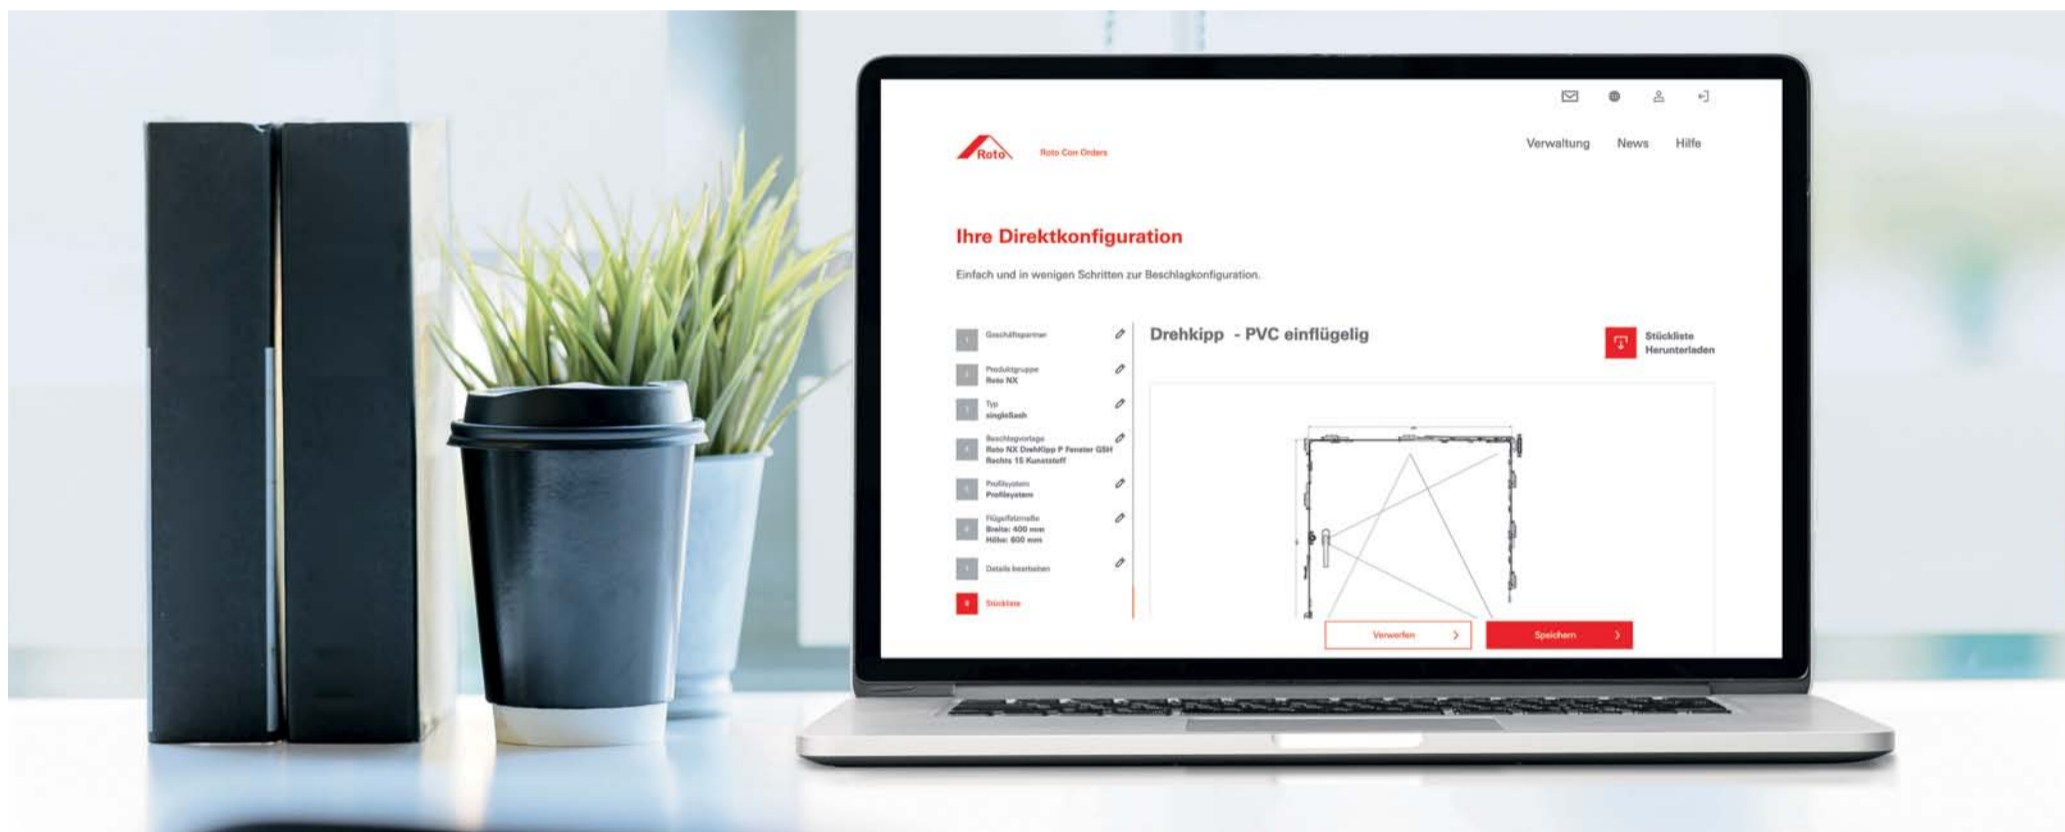 Roto
Roto Con Orders
Verwaltung News Hilfe
Ihre Direktkonfiguration
Einfach und in wenigen Schritten zur Beschlagkonfiguration.
Geschäftspartner
Produktgruppe
Roto NX
Typ
singleSash
Beschlagvorlage
Roto NX DrehKipp P Fenster GSH
Rechts 15 Kunststoff
Profilsystem
Profilsystem
Flügelfalzmaße
Breite: 400 mm
Höhe: 600 mm
Details bearbeiten
8 Stückliste
Drehkipp - PVC einflügelig
Stückliste
Herunterladen
Verwerfen
Speichern